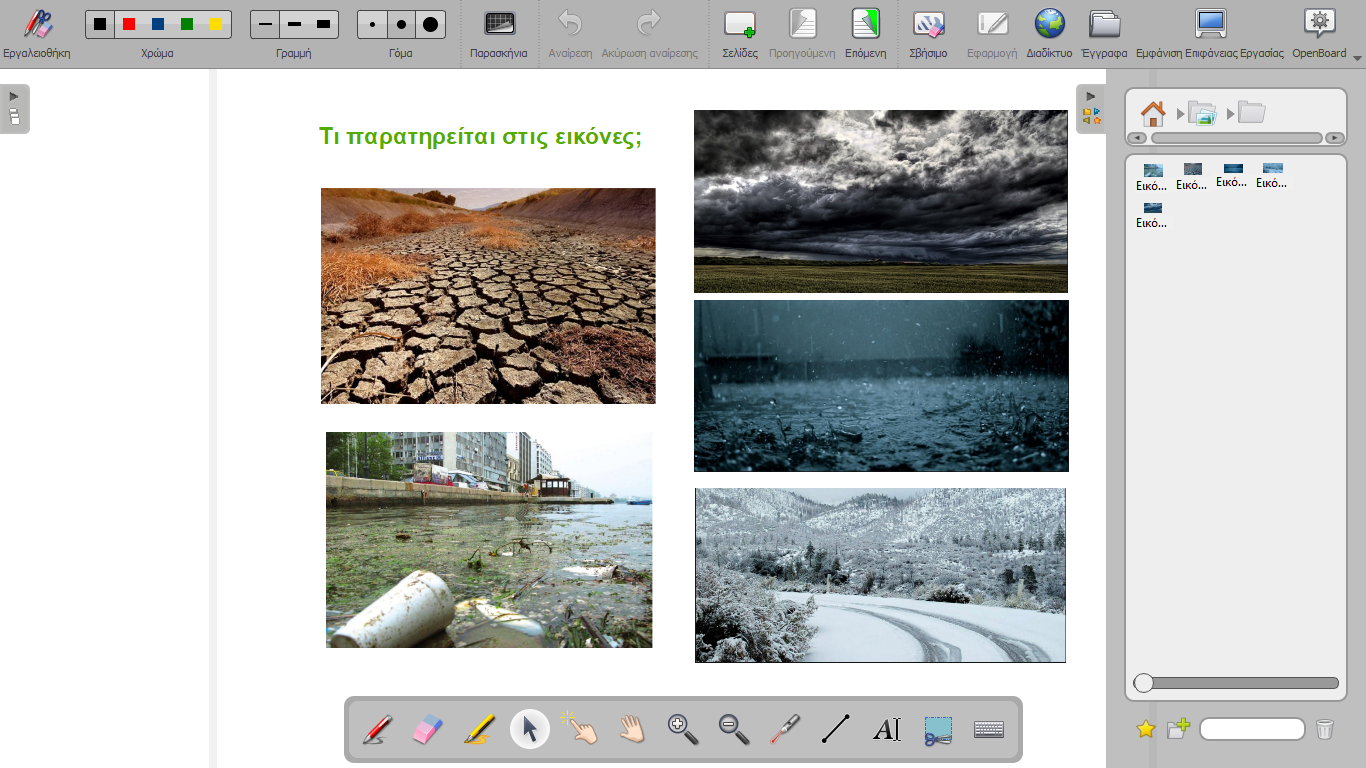 Εργαλειοθήκη
Χρώμα
Γραμμή
Γόμα
Παρασκήνια
Αναίρεση
Ακύρωση αναίρεσης
Σελίδες
Προηγούμενη
Επόμενη
Σβήσιμο
Εφαρμογή
Διαδίκτυο
Έγγραφα
Εμφάνιση Επιφάνειας Εργασίας
OpenBoard
Τι παρατηρείται στις εικόνες;
Εικό...
Εικό...
Εικό...
Εικό...
Εικό...